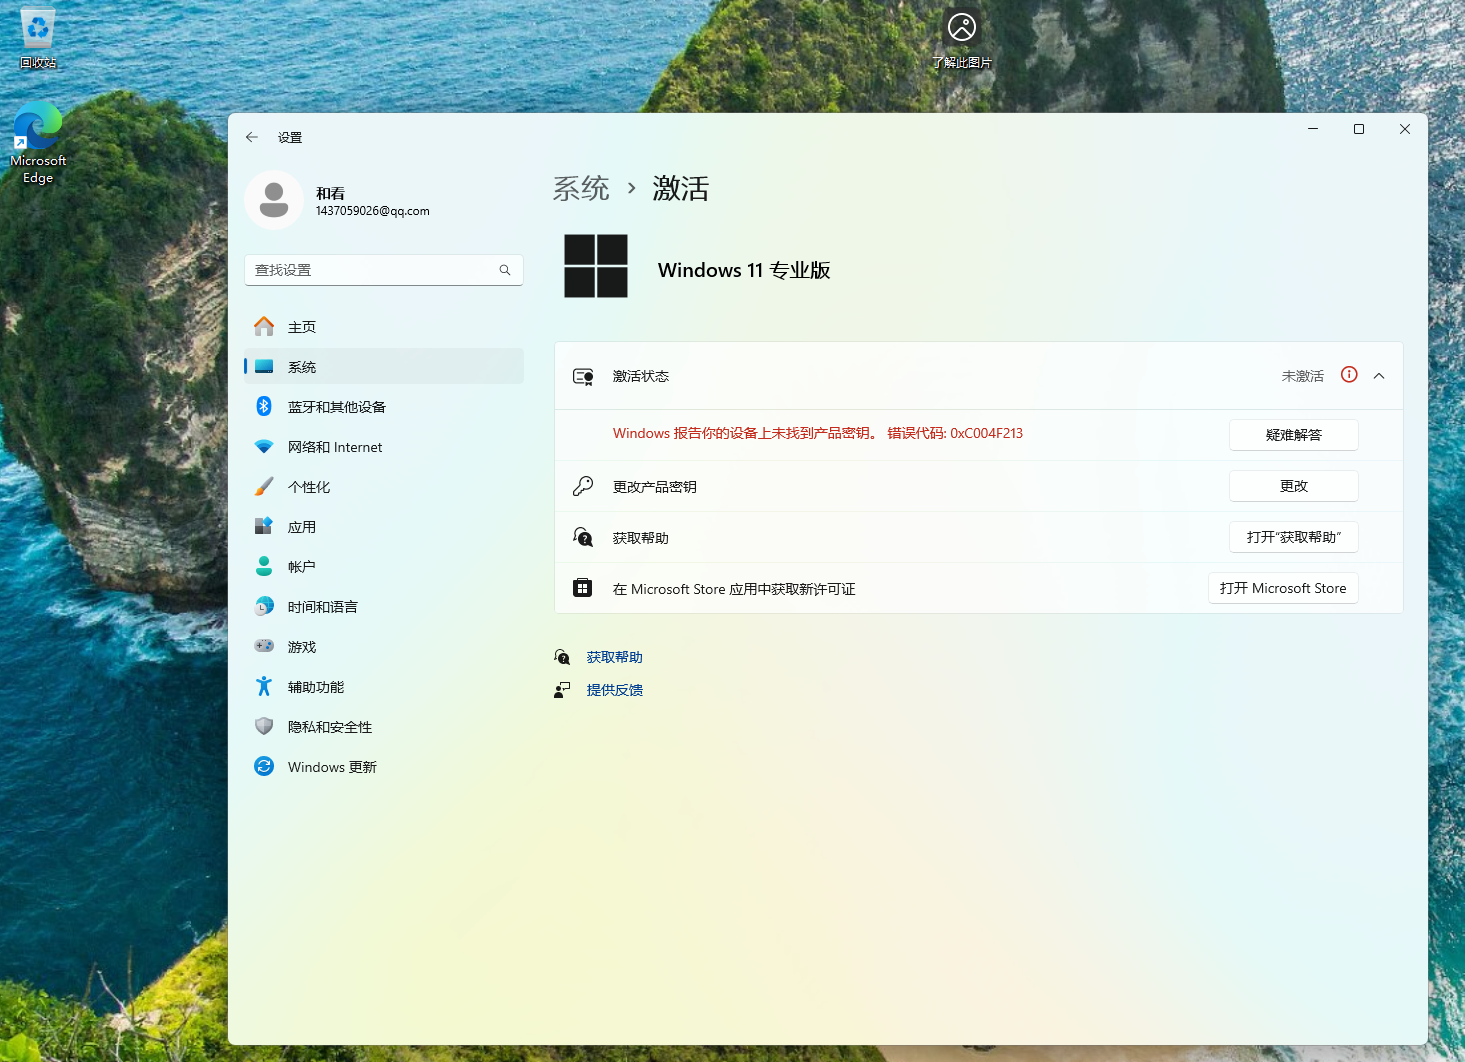 回收站
了解此图片
Microsoft
Edge
设置
和看
1437059026@qq.com
查找设置
主页
系统
蓝牙和其他设备
网络和 Internet
个性化
应用
帐户
时间和语言
游戏
辅助功能
隐私和安全性
Windows 更新
系统 › 激活
Windows 11 专业版
激活状态
未激活
Windows 报告你的设备上未找到产品密钥。 错误代码: 0xC004F213
疑难解答
更改产品密钥
更改
获取帮助
打开"获取帮助"
在 Microsoft Store 应用中获取新许可证
打开 Microsoft Store
获取帮助
提供反馈